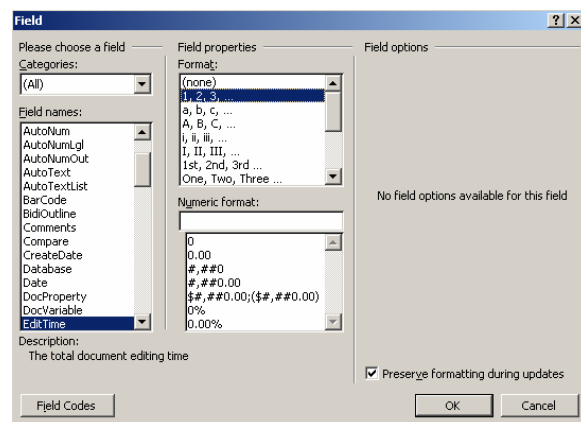 Field
Please choose a field
Categories:
(All)
Field names:
AutoNum
AutoNumLgl
AutoNumOut
AutoText
AutoTextList
BarCode
BidiOutline
Comments
Compare
CreateDate
Database
Date
DocProperty
DocVariable
EditTime
Field properties
Format:
(none)
1, 2, 3, ...
a, b, c, ...
A, B, C, ...
i, ii, iii, ...
I, II, III, ...
1st, 2nd, 3rd ...
One, Two, Three ...
Numeric format:
0
0.00
#,##0
#,##0.00
$#,##0.00;($#,##0.00)
0%
0.00%
Field options
No field options available for this field
Description:
The total document editing time
Preserve formatting during updates
Field Codes
OK
Cancel